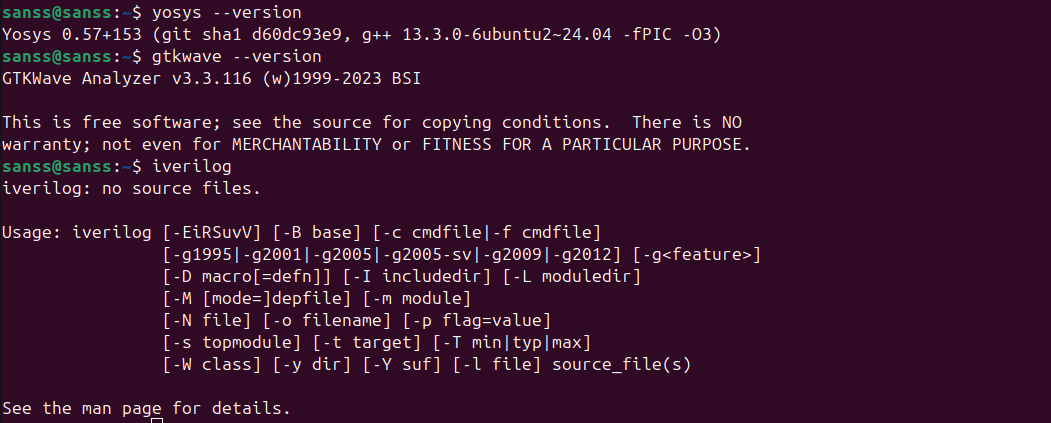 sanss@sanss:~$ yosys --version
Yosys 0.57+153 (git sha1 d60dc93e9, g++ 13.3.0-6ubuntu2~24.04 -fPIC -O3)
sanss@sanss:~$ gtkwave --version
GTKWave Analyzer v3.3.116 (w)1999-2023 BSI

This is free software; see the source for copying conditions.  There is NO
warranty; not even for MERCHANTABILITY or FITNESS FOR A PARTICULAR PURPOSE.
sanss@sanss:~$ iverilog
iverilog: no source files.

Usage: iverilog [-EiRSuvV] [-B base] [-c cmdfile|-f cmdfile]
                [-g1995|-g2001|-g2005|-g2005-sv|-g2009|-g2012] [-g<feature>]
                [-D macro[=defn]] [-I includedir] [-L moduledir]
                [-M [mode=]depfile] [-m module]
                [-N file] [-o filename] [-p flag=value]
                [-s topmodule] [-t target] [-T min|typ|max]
                [-W class] [-y dir] [-Y suf] [-l file] source_file(s)

See the man page for details.